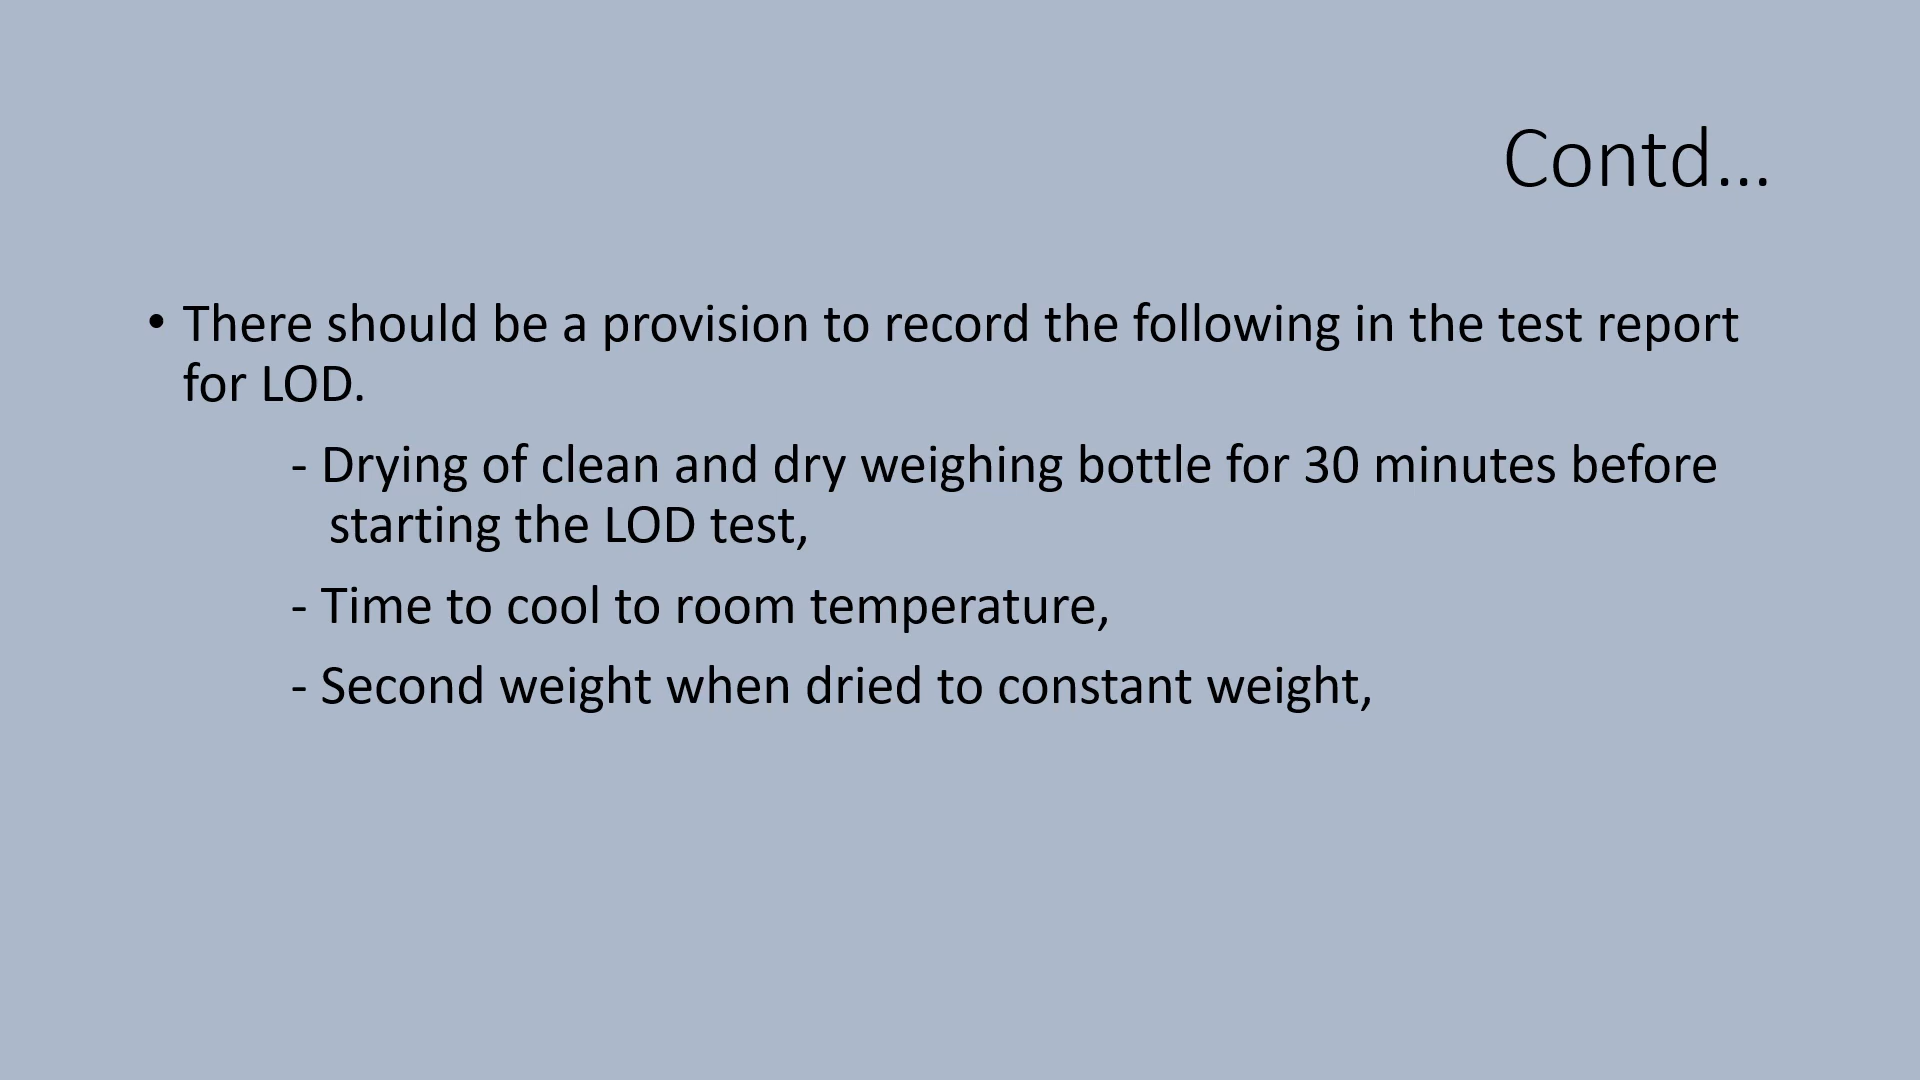 Contd...
• There should be a provision to record the following in the test report
for LOD.
- Drying of clean and dry weighing bottle for 30 minutes before
starting the LOD test,
- Time to cool to room temperature,
- Second weight when dried to constant weight,